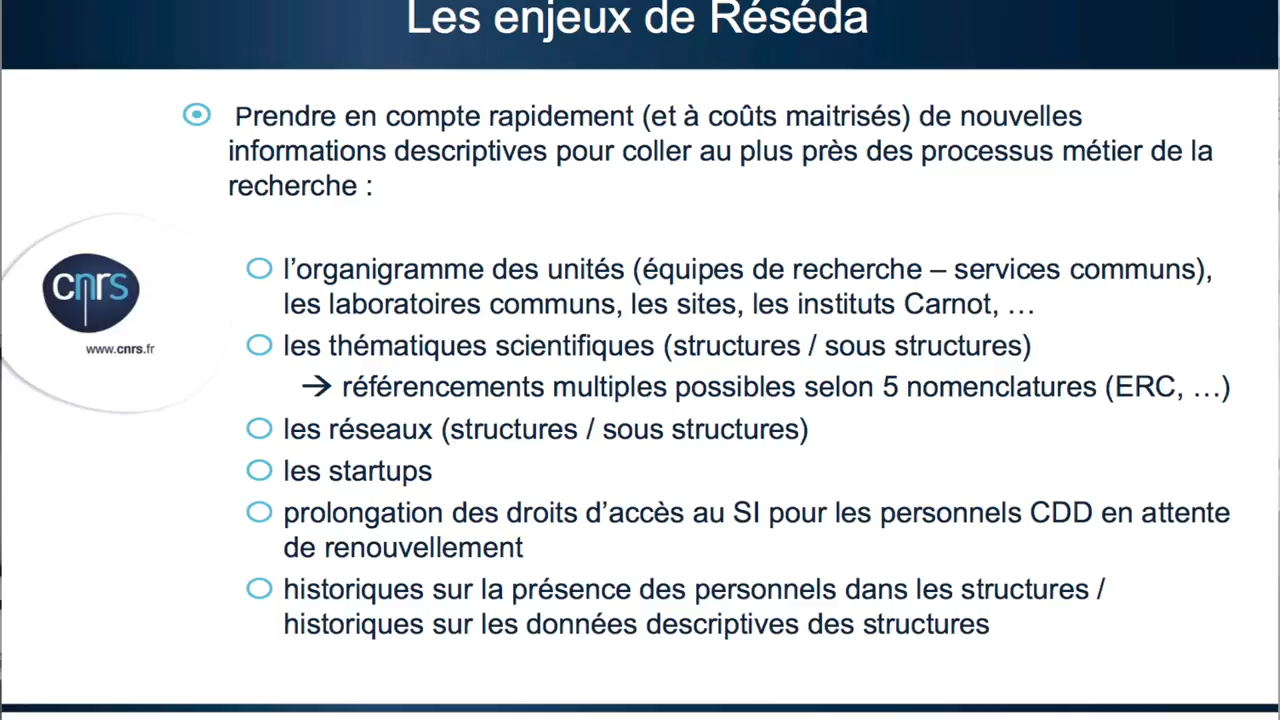 Les enjeux de Réséda
Prendre en compte rapidement (et à coûts maitrisés) de nouvelles
informations descriptives pour coller au plus près des processus métier de la
recherche :
l’organigramme des unités (équipes de recherche – services communs),
les laboratoires communs, les sites, les instituts Carnot, …
cnrs
www.cnrs.fr
les thématiques scientifiques (structures / sous structures)
→ référencements multiples possibles selon 5 nomenclatures (ERC, …)
les réseaux (structures / sous structures)
les startups
prolongation des droits d’accès au SI pour les personnels CDD en attente
de renouvellement
historiques sur la présence des personnels dans les structures /
historiques sur les données descriptives des structures